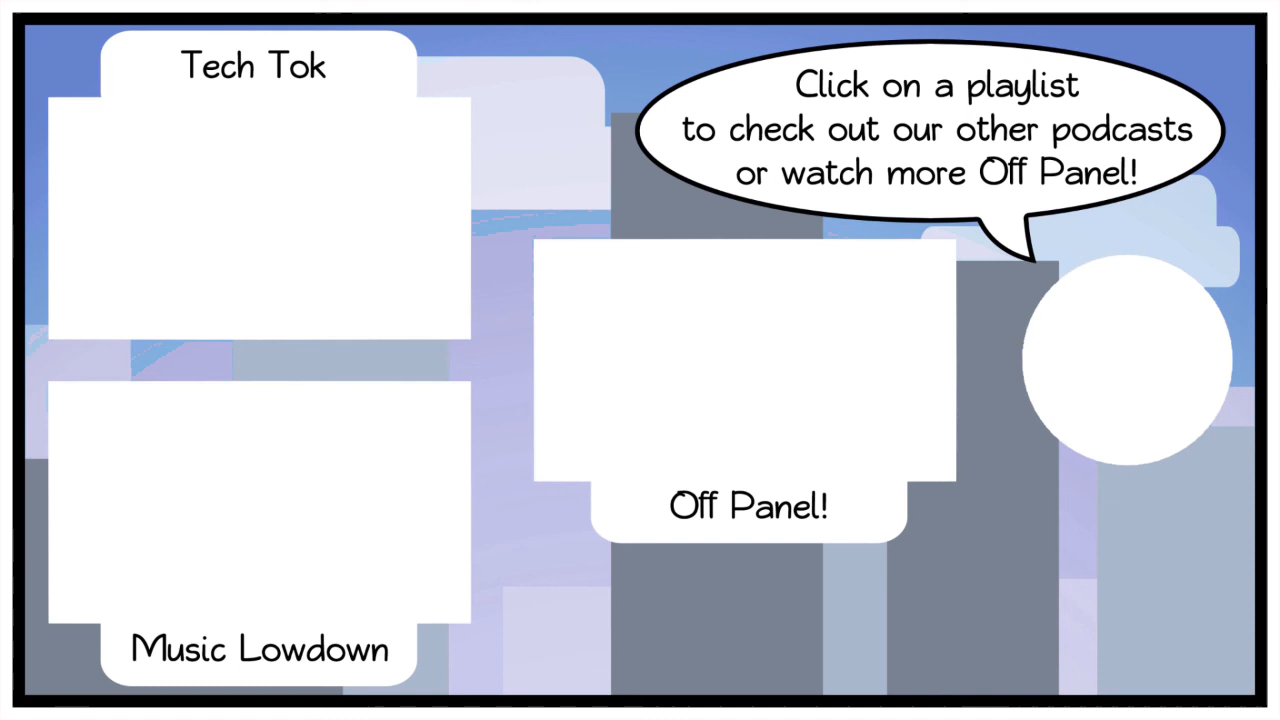 Tech Tok
Click on a playlist
to check out our other podcasts
or watch more Off Panel!
Off Panel!
Music Lowdown